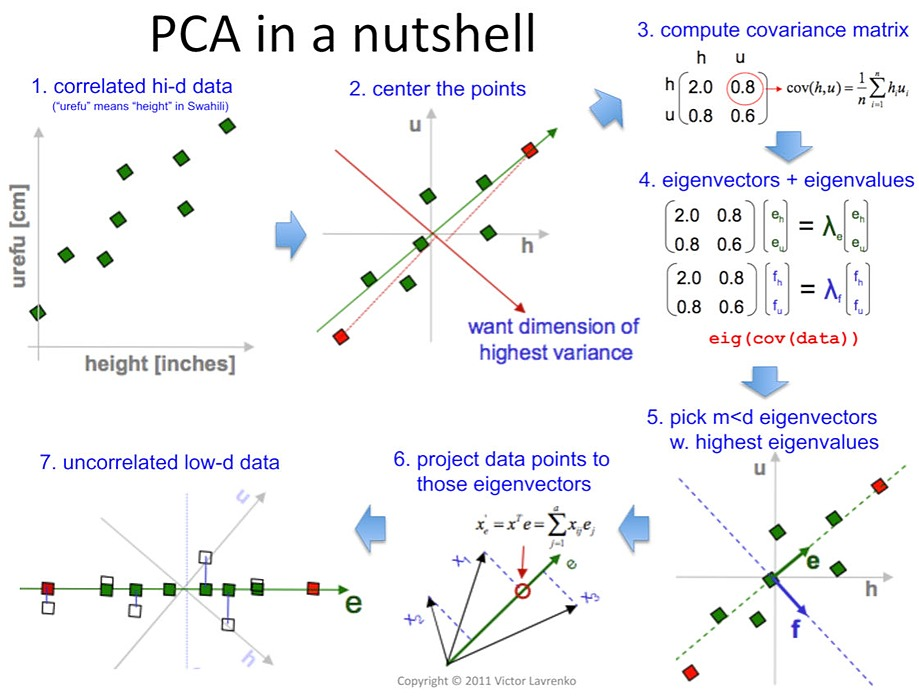 PCA in a nutshell
1. correlated hi-d data
("urefu" means "height" in Swahili)
urefu [cm]
height [inches]
2. center the points
u
h
want dimension of
highest variance
3. compute covariance matrix
h u
h 2.0 0.8
u 0.8 0.6
cov(h,u) = 1/n ∑ i=1 n h_i u_i
4. eigenvectors + eigenvalues
2.0 0.8 e_h = λ_e e_h
0.8 0.6 e_u e_u
2.0 0.8 f_h = λ_f f_h
0.8 0.6 f_u f_u
eig(cov(data))
5. pick m<d eigenvectors
w. highest eigenvalues
u
e
h
f
6. project data points to
those eigenvectors
x'_e = x^T e = ∑ j=1 d x_ij e_j
x_1
e
x_2
x_3
7. uncorrelated low-d data
u
e
h
Copyright © 2011 Victor Lavrenko